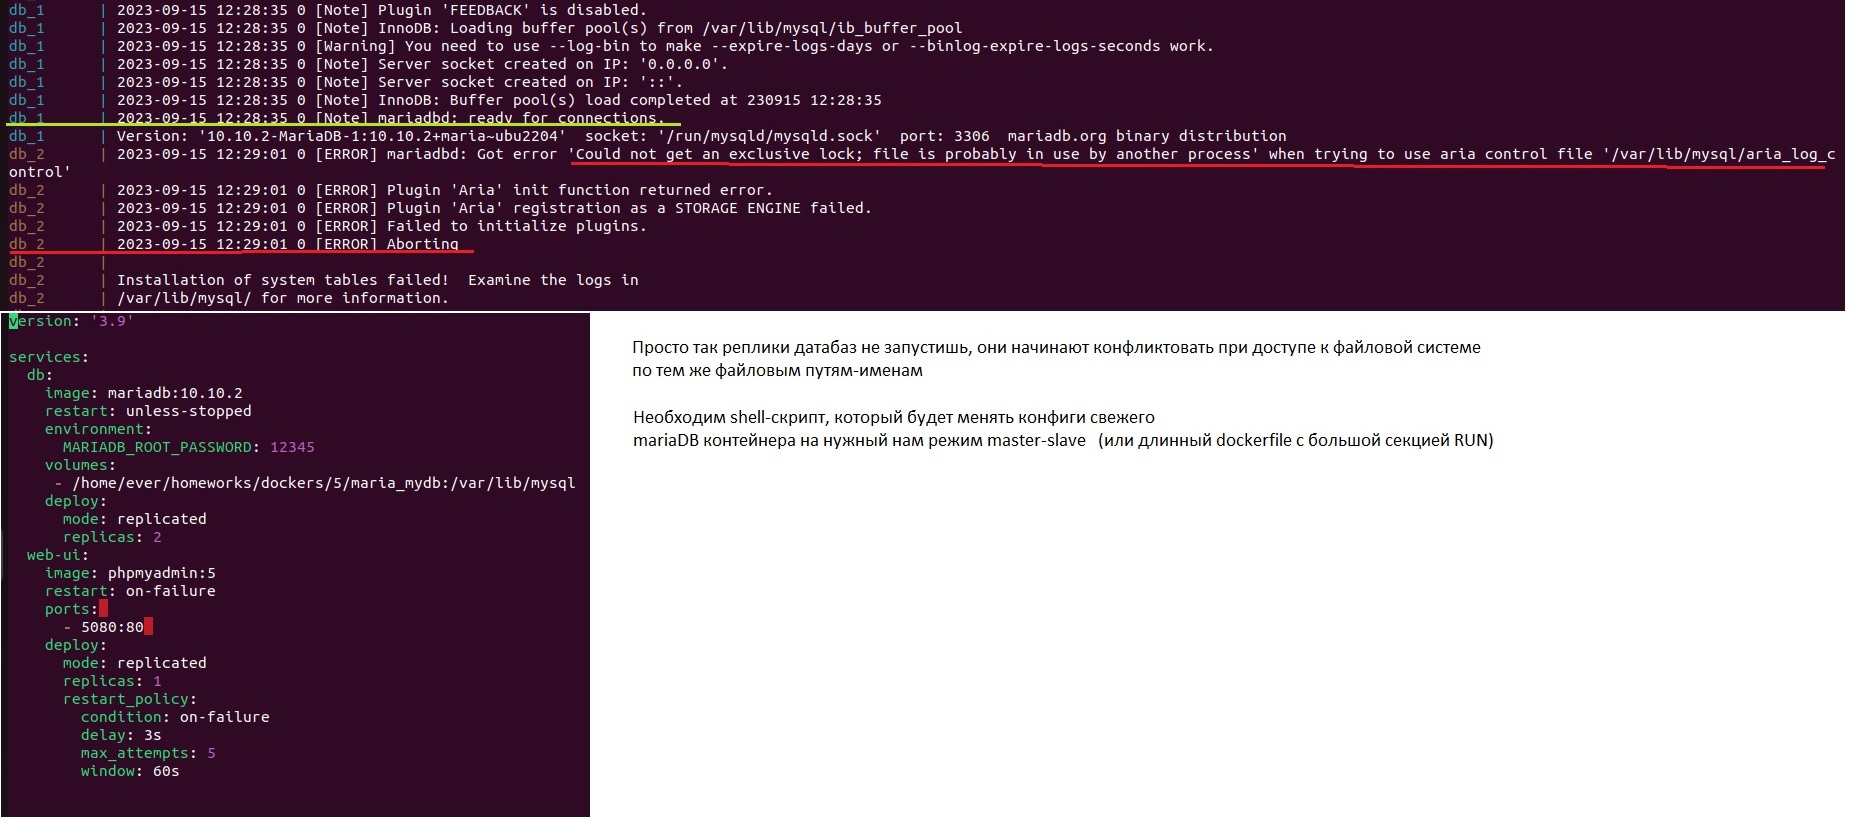 db_1      | 2023-09-15 12:28:35 0 [Note] Plugin 'FEEDBACK' is disabled.
db_1      | 2023-09-15 12:28:35 0 [Note] InnoDB: Loading buffer pool(s) from /var/lib/mysql/ib_buffer_pool
db_1      | 2023-09-15 12:28:35 0 [Warning] You need to use --log-bin to make --expire-logs-days or --binlog-expire-logs-seconds work.
db_1      | 2023-09-15 12:28:35 0 [Note] Server socket created on IP: '0.0.0.0'.
db_1      | 2023-09-15 12:28:35 0 [Note] Server socket created on IP: '::'.
db_1      | 2023-09-15 12:28:35 0 [Note] InnoDB: Buffer pool(s) load completed at 230915 12:28:35
db_1      | 2023-09-15 12:28:35 0 [Note] mariadbd: ready for connections.
db_1      | Version: '10.10.2-MariaDB-1:10.10.2+maria~ubu2204'  socket: '/run/mysqld/mysqld.sock'  port: 3306  mariadb.org binary distribution
db_2      | 2023-09-15 12:29:01 0 [ERROR] mariadbd: Got error 'Could not get an exclusive lock; file is probably in use by another process' when trying to use aria control file '/var/lib/mysql/aria_log_c
ontrol'
db_2      | 2023-09-15 12:29:01 0 [ERROR] Plugin 'Aria' init function returned error.
db_2      | 2023-09-15 12:29:01 0 [ERROR] Plugin 'Aria' registration as a STORAGE ENGINE failed.
db_2      | 2023-09-15 12:29:01 0 [ERROR] Failed to initialize plugins.
db_2      | 2023-09-15 12:29:01 0 [ERROR] Aborting
db_2      |
db_2      | Installation of system tables failed!  Examine the logs in
db_2      | /var/lib/mysql/ for more information.
version: '3.9'
services:
  db:
    image: mariadb:10.10.2
    restart: unless-stopped
    environment:
      MARIADB_ROOT_PASSWORD: 12345
    volumes:
     - /home/ever/homeworks/dockers/5/maria_mydb:/var/lib/mysql
    deploy:
      mode: replicated
      replicas: 2
  web-ui:
    image: phpmyadmin:5
    restart: on-failure
    ports:
      - 5080:80
    deploy:
      mode: replicated
      replicas: 1
      restart_policy:
        condition: on-failure
        delay: 3s
        max_attempts: 5
        window: 60s
Просто так реплики датабаз не запустишь, они начинают конфликтовать при доступе к файловой системе
по тем же файловым путям-именам
Необходим shell-скрипт, который будет менять конфиги свежего
mariaDB контейнера на нужный нам режим master-slave   (или длинный dockerfile с большой секцией RUN)